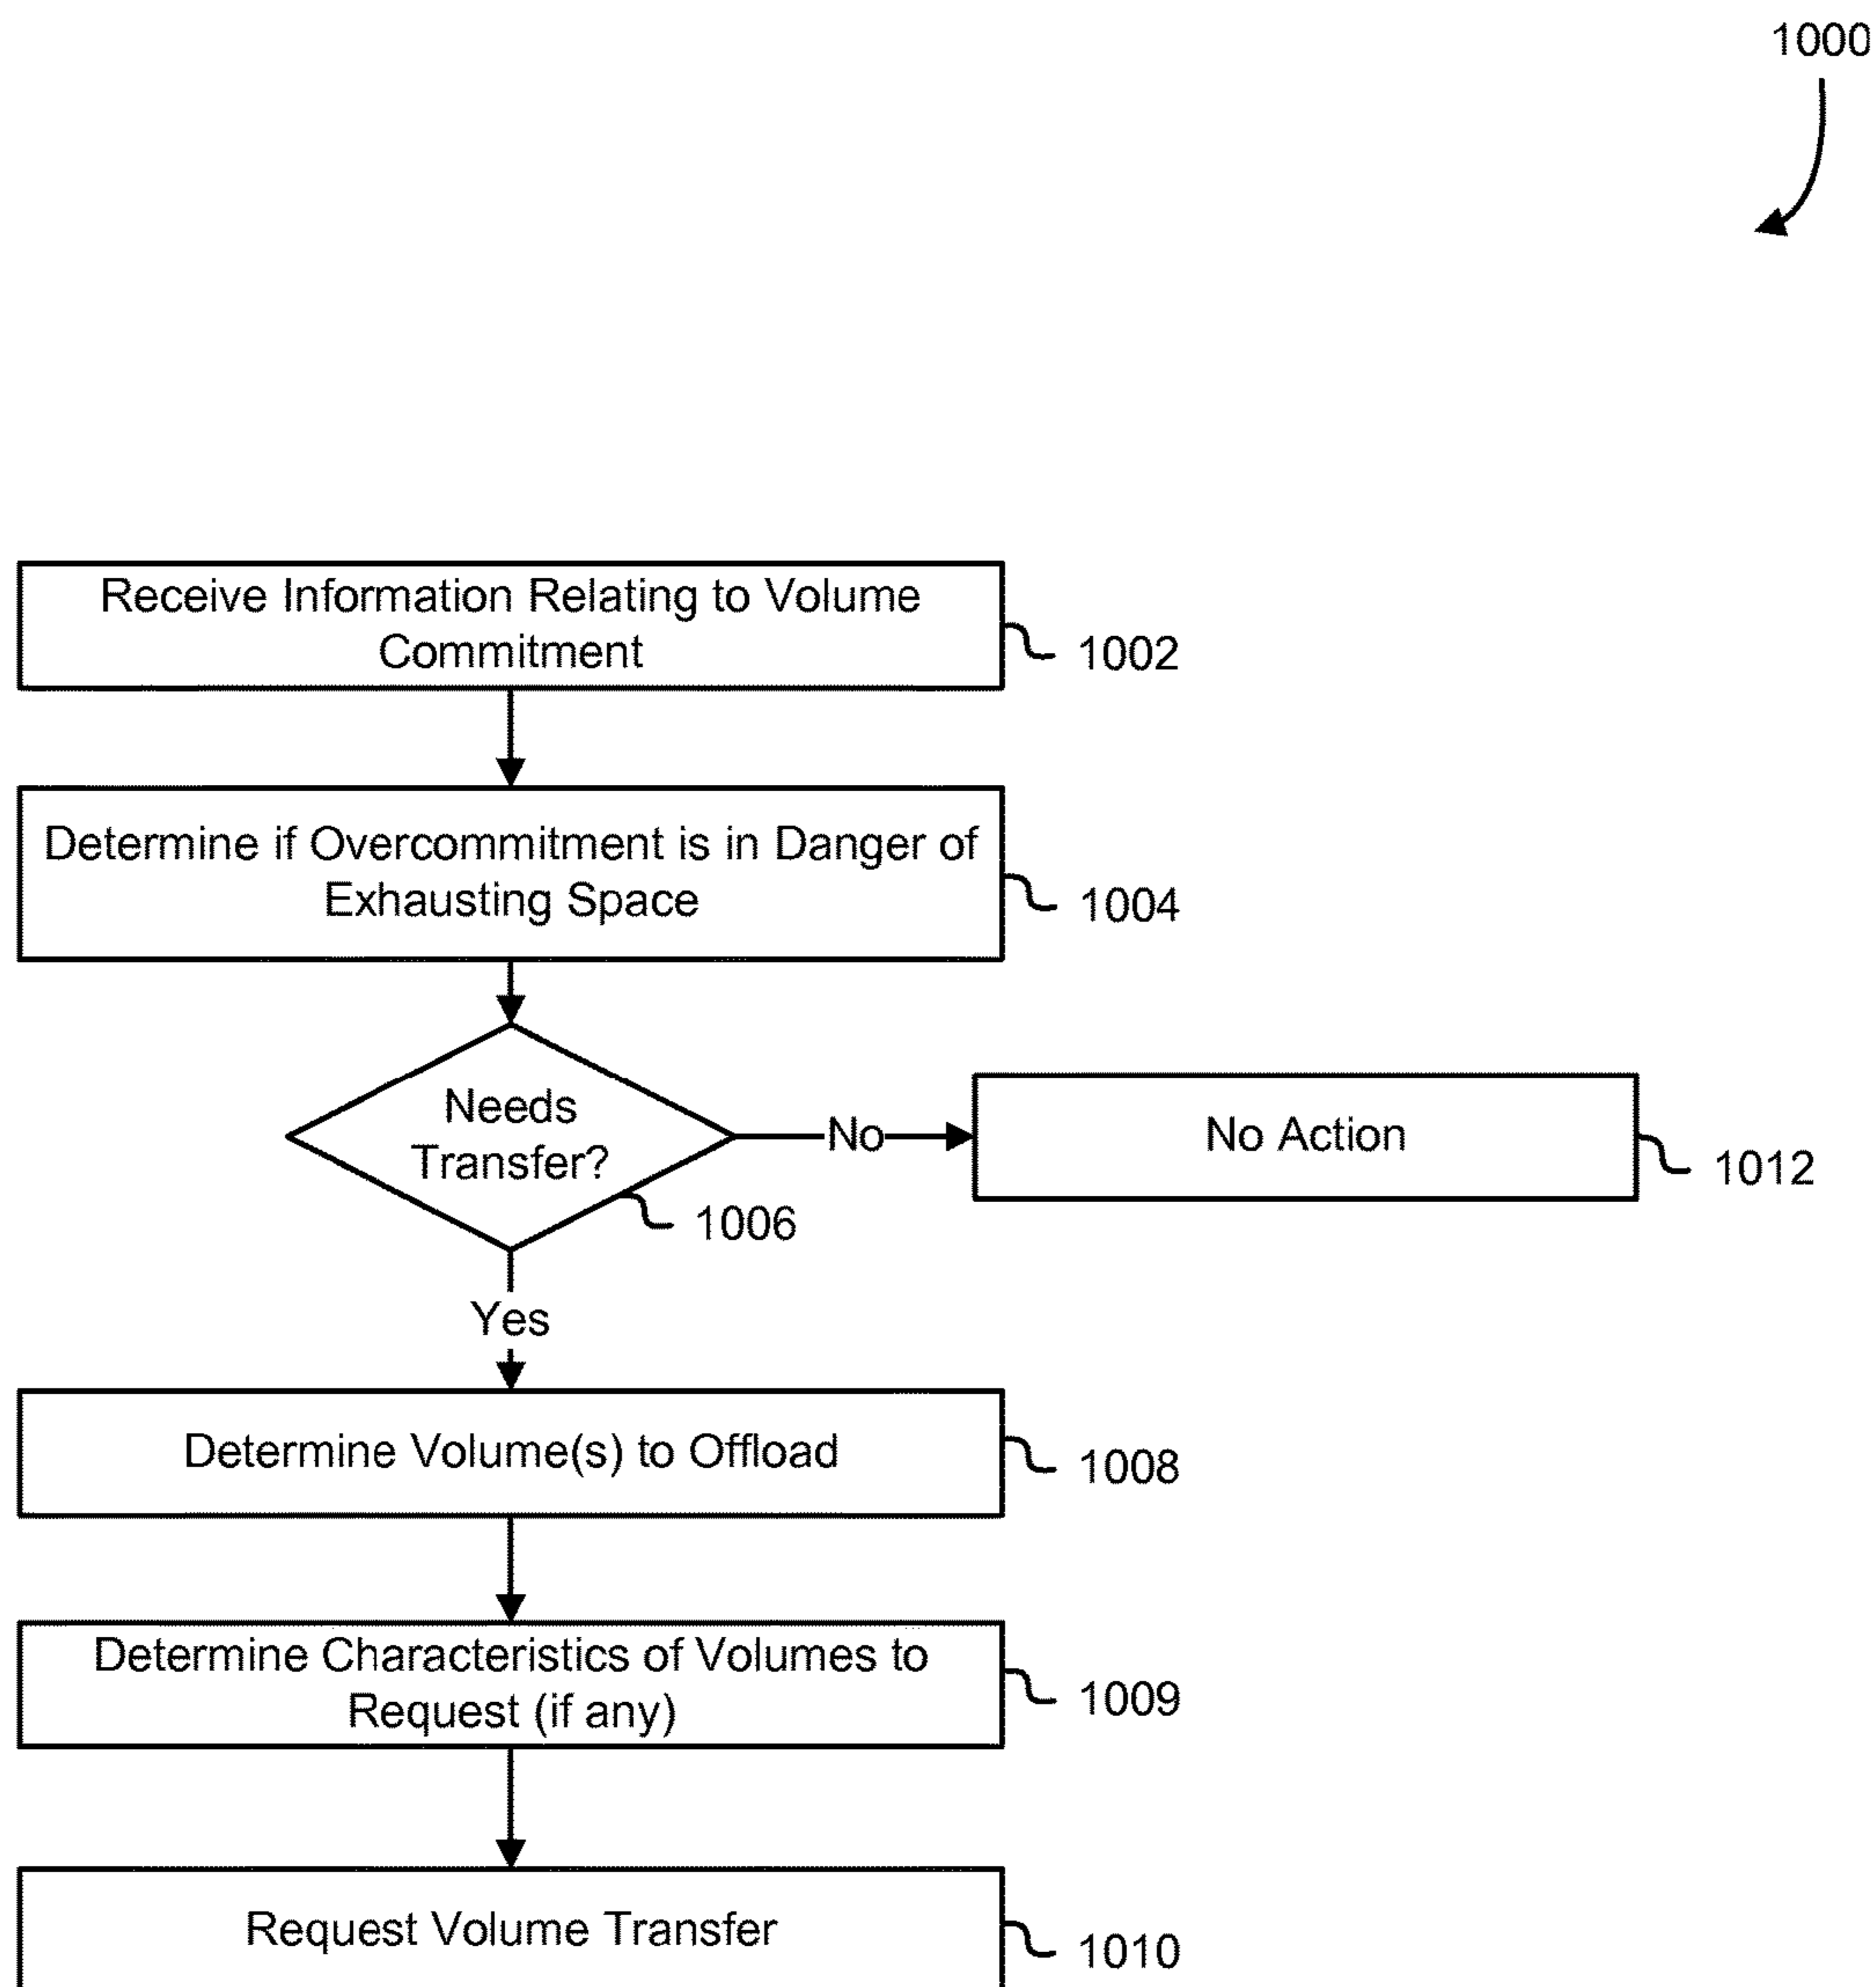 1000
Receive Information Relating to Volume
Commitment
1002
Determine if Overcommitment is in Danger of
Exhausting Space
1004
Needs
Transfer?
1006
No
No Action
1012
Yes
Determine Volume(s) to Offload
1008
Determine Characteristics of Volumes to
Request (if any)
1009
Request Volume Transfer
1010